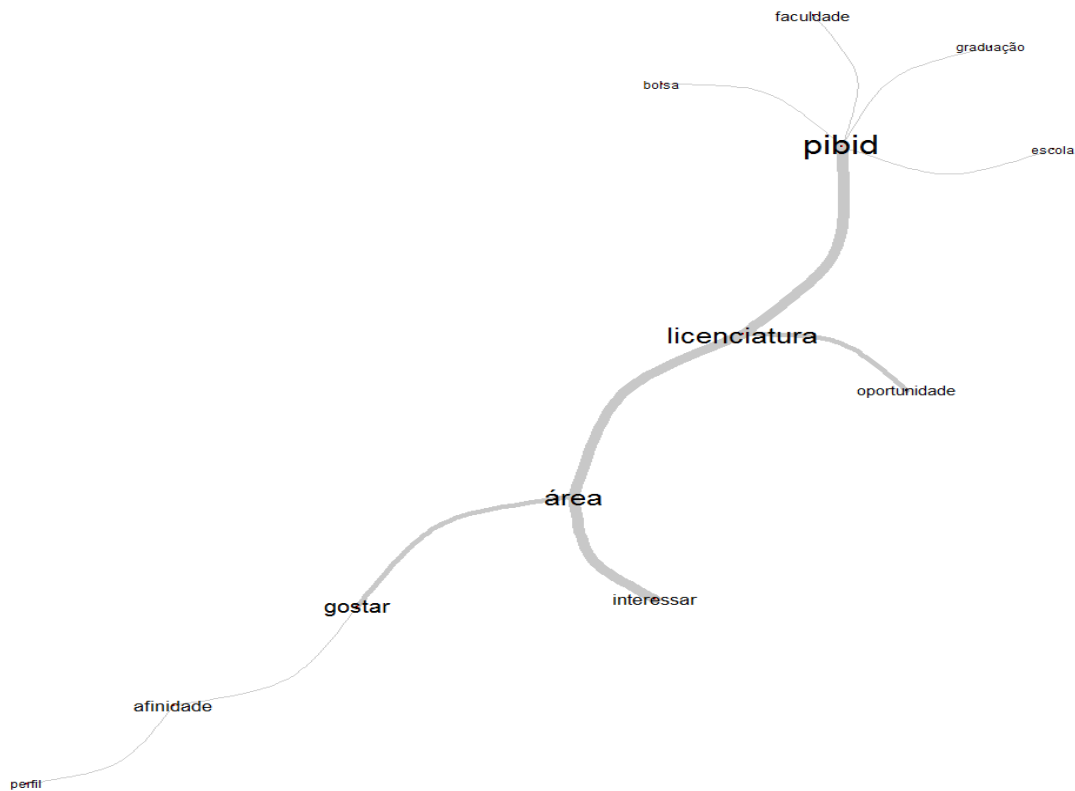 faculdade
graduação
bolsa
pibid
escola
licenciatura
oportunidade
área
interessar
gostar
afinidade
perfil